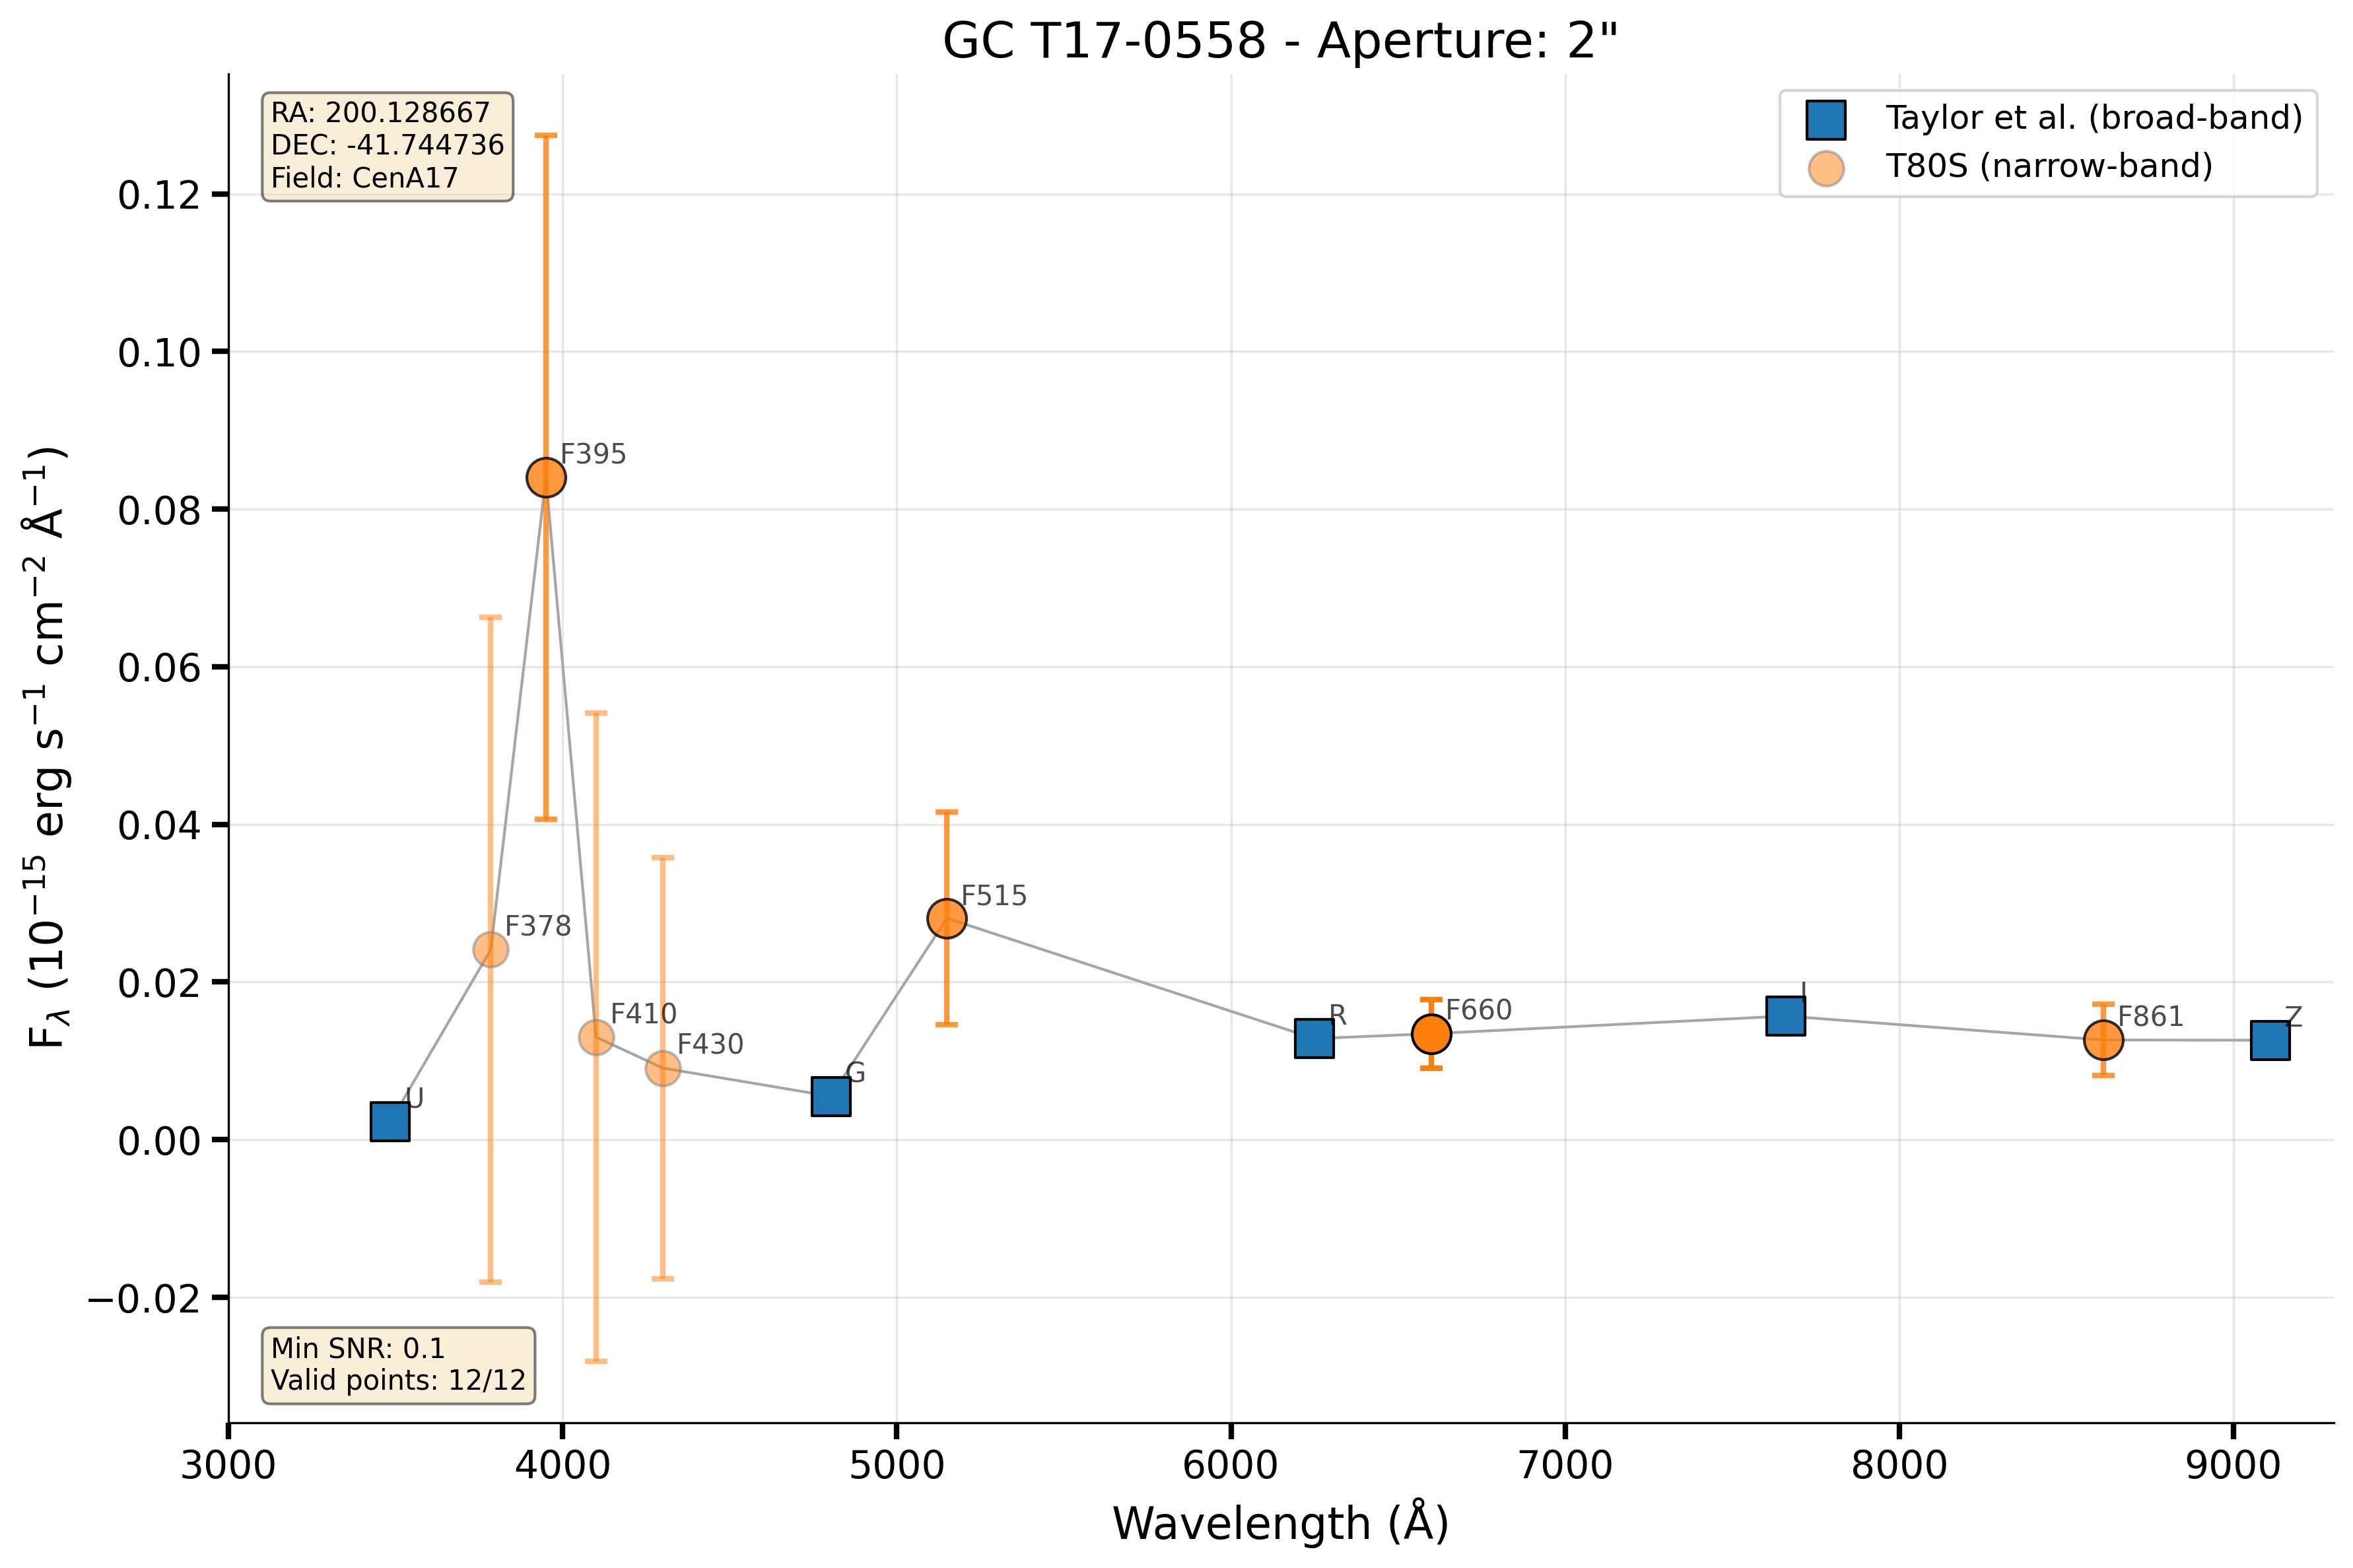 GC T17-0558 - Aperture: 2"
RA: 200.128667
DEC: -41.744736
Field: CenA17
Taylor et al. (broad-band)
T80S (narrow-band)
0.12
0.10
0.08
0.06
0.04
0.02
0.00
−0.02
F_λ (10⁻¹⁵ erg s⁻¹ cm⁻² Å⁻¹)
F395
F378
F410
F430
U
G
F515
R
F660
I
F861
Z
Min SNR: 0.1
Valid points: 12/12
3000 4000 5000 6000 7000 8000 9000
Wavelength (Å)